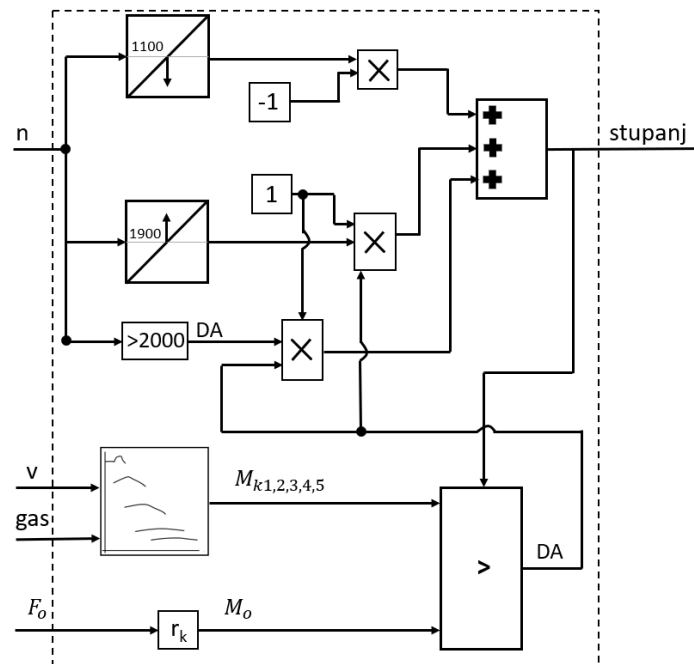 1100
-1
n
stupanj
1
1900
>2000
DA
v
gas
M_{k1,2,3,4,5}
DA
>
F_o
r_k
M_o